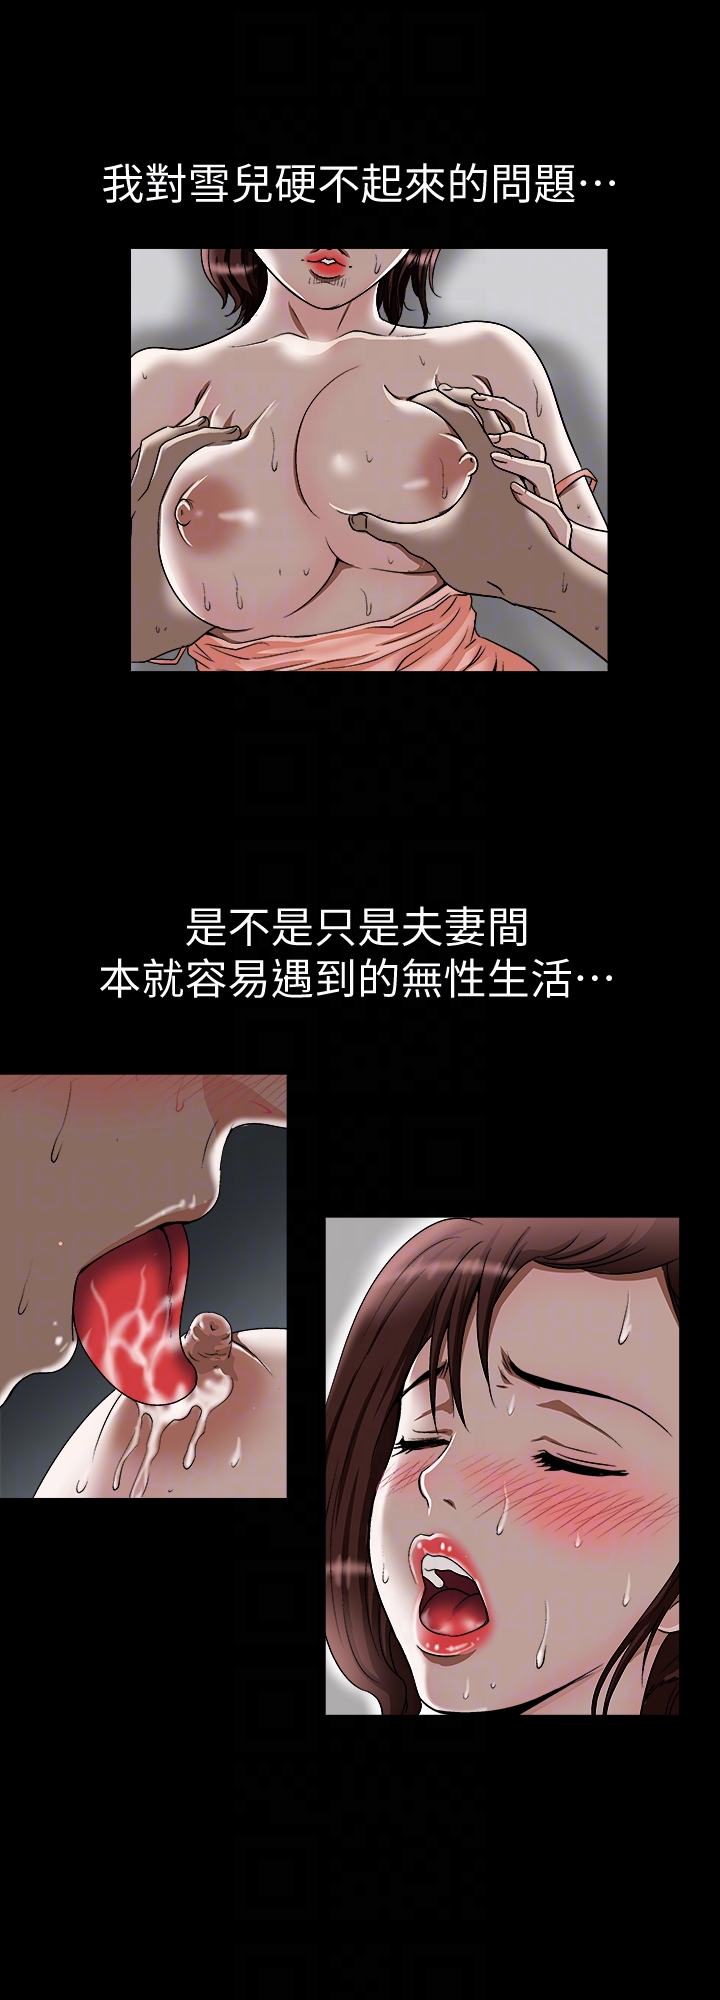 我對雪兒硬不起來的問題⋯
是不是只是夫妻間
本就容易遇到的無性生活⋯